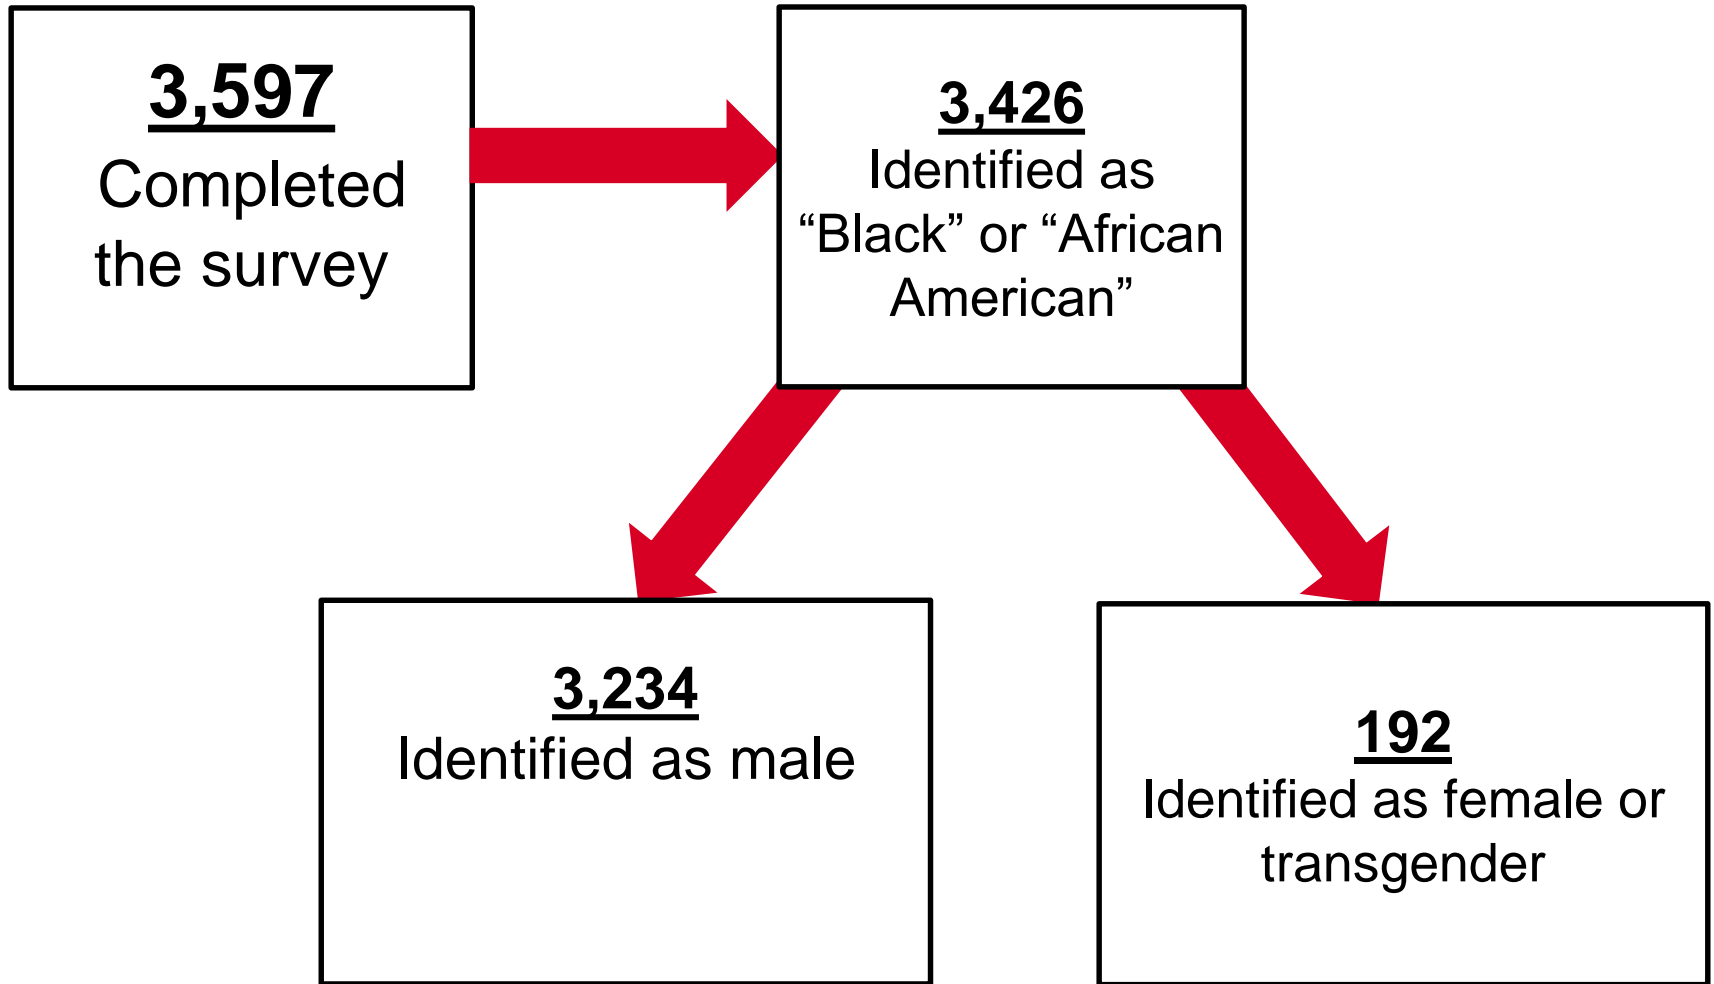 3,597
Completed
the survey
3,426
Identified as
“Black” or “African
American”
3,234
Identified as male
192
Identified as female or
transgender